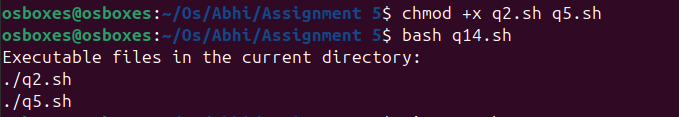 osboxes@osboxes:~/Os/Abhi/Assignment 5$ chmod +x q2.sh q5.sh
osboxes@osboxes:~/Os/Abhi/Assignment 5$ bash q14.sh
Executable files in the current directory:
./q2.sh
./q5.sh